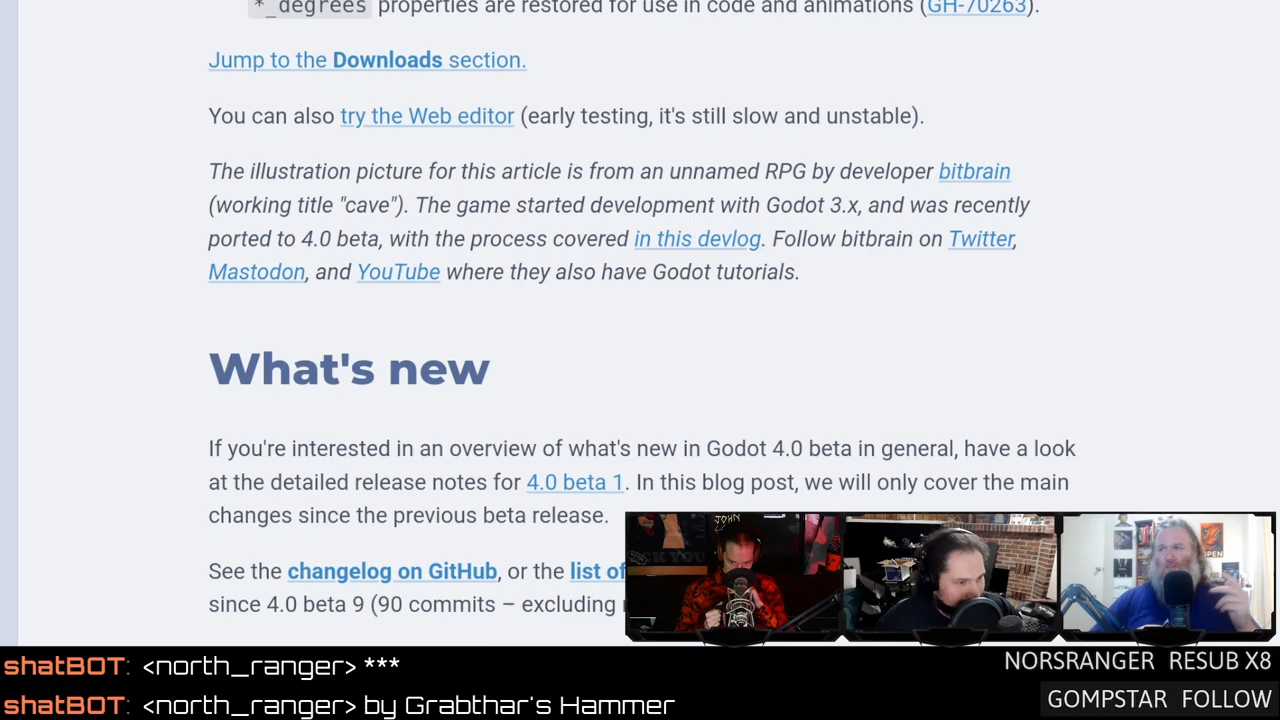 *_degrees properties are restored for use in code and animations (GH-70263).
Jump to the Downloads section.
You can also try the Web editor (early testing, it's still slow and unstable).
The illustration picture for this article is from an unnamed RPG by developer bitbrain
(working title "cave"). The game started development with Godot 3.x, and was recently
ported to 4.0 beta, with the process covered in this devlog. Follow bitbrain on Twitter,
Mastodon, and YouTube where they also have Godot tutorials.
What's new
If you're interested in an overview of what's new in Godot 4.0 beta in general, have a look
at the detailed release notes for 4.0 beta 1. In this blog post, we will only cover the main
changes since the previous beta release.
See the changelog on GitHub, or the list of
since 4.0 beta 9 (90 commits – excluding
JOHN
OPEN
shatBOT: <north_ranger> ***
shatBOT: <north_ranger> by Grabthar's Hammer
NORSRANGER RESUB X8
GOMPSTAR FOLLOW